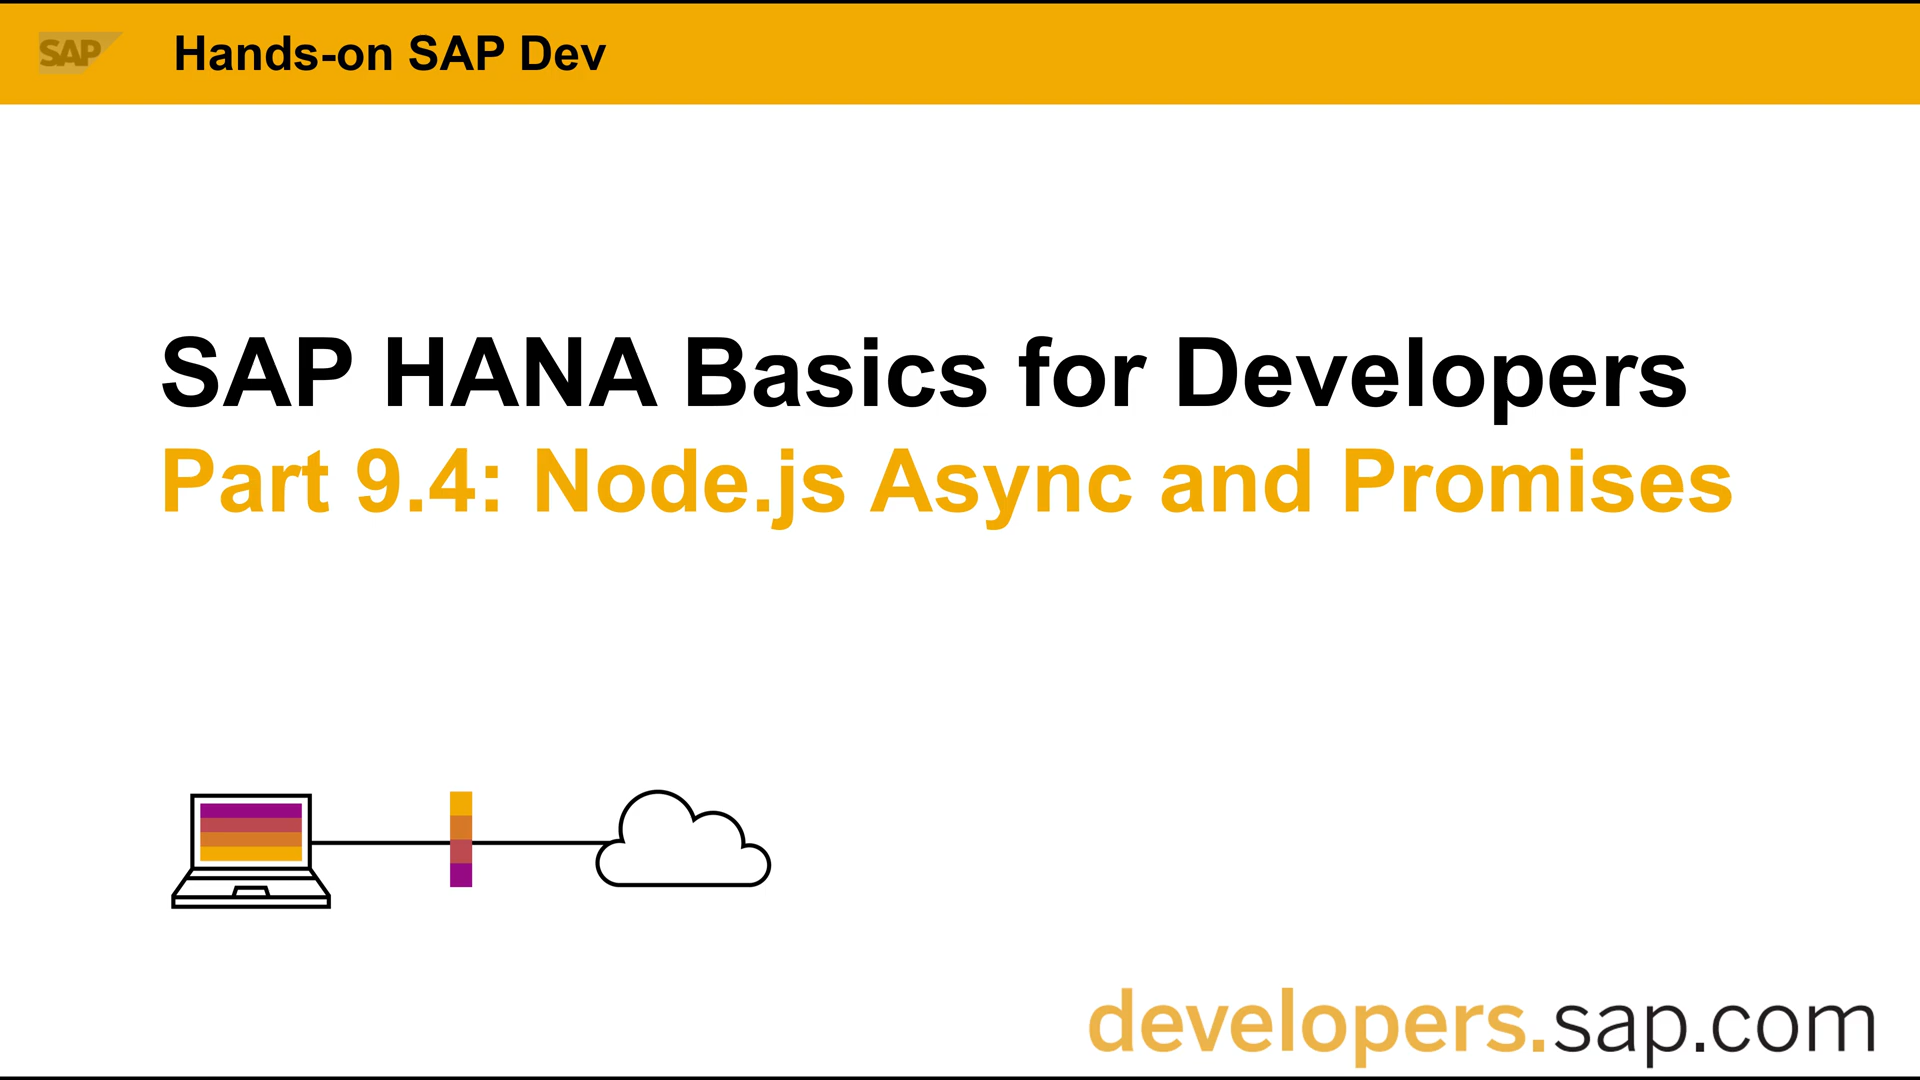 SAP
Hands-on SAP Dev
SAP HANA Basics for Developers
Part 9.4: Node.js Async and Promises
developers.sap.com